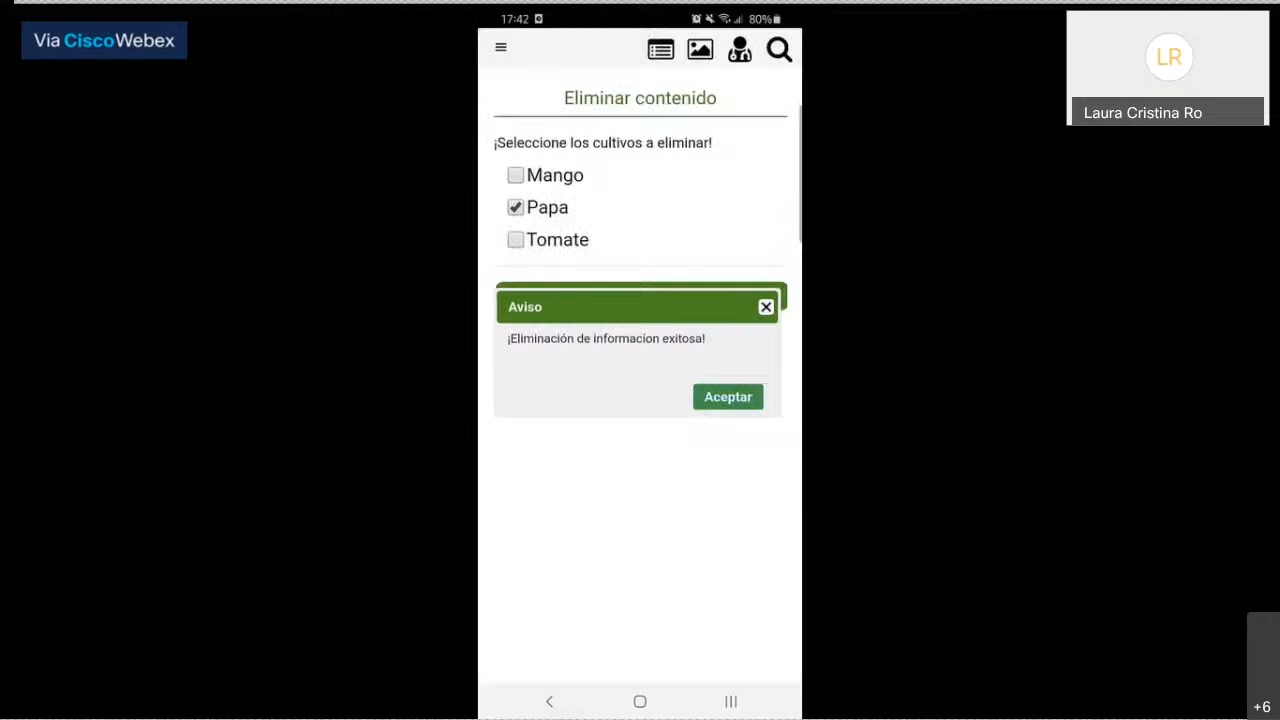 Via CiscoWebex
17:42
80%
LR
Laura Cristina Ro
Eliminar contenido
¡Seleccione los cultivos a eliminar!
Mango
Papa
Tomate
Aviso
¡Eliminación de informacion exitosa!
Aceptar
+6